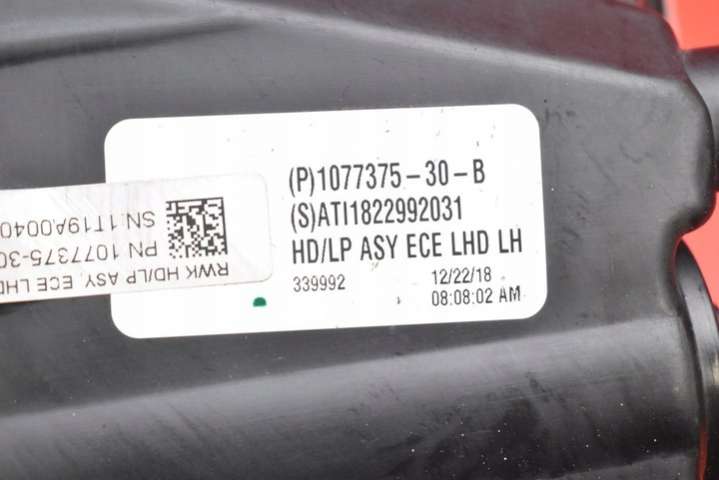 (P)1077375-30-B
(S)ATI1822992031
HD/LP ASY ECE LHD LH
339992 12/22/18
08:08:02 AM
RWK HD/LP ASY, ECE LHD
PN 1077375-30
SN:1T19A0040